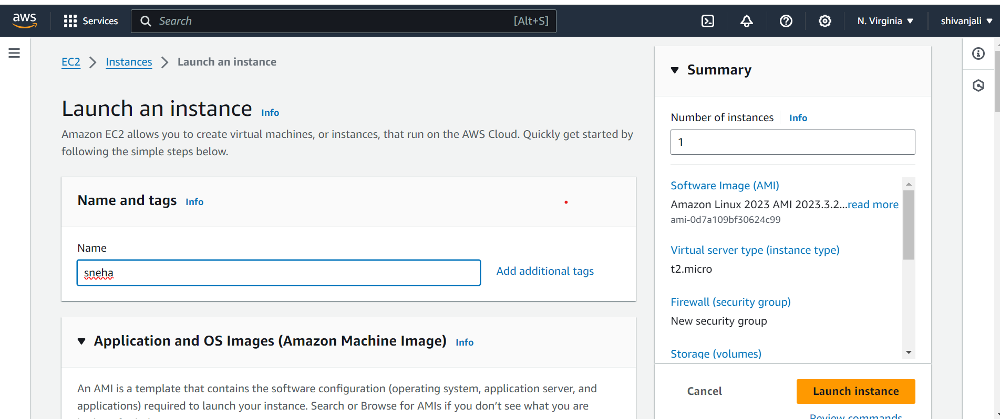 aws
Services
Search
[Alt+S]
N. Virginia
shivanjali
EC2
Instances
Launch an instance
Launch an instance
Info
Amazon EC2 allows you to create virtual machines, or instances, that run on the AWS Cloud. Quickly get started by
following the simple steps below.
Name and tags
Info
Name
sneha
Add additional tags
Application and OS Images (Amazon Machine Image)
Info
An AMI is a template that contains the software configuration (operating system, application server, and
applications) required to launch your instance. Search or Browse for AMIs if you don’t see what you are
Summary
Number of instances
Info
1
Software Image (AMI)
Amazon Linux 2023 AMI 2023.3.2...read more
ami-0d7a109bf30624c99
Virtual server type (instance type)
t2.micro
Firewall (security group)
New security group
Storage (volumes)
Cancel
Launch instance
Review commands